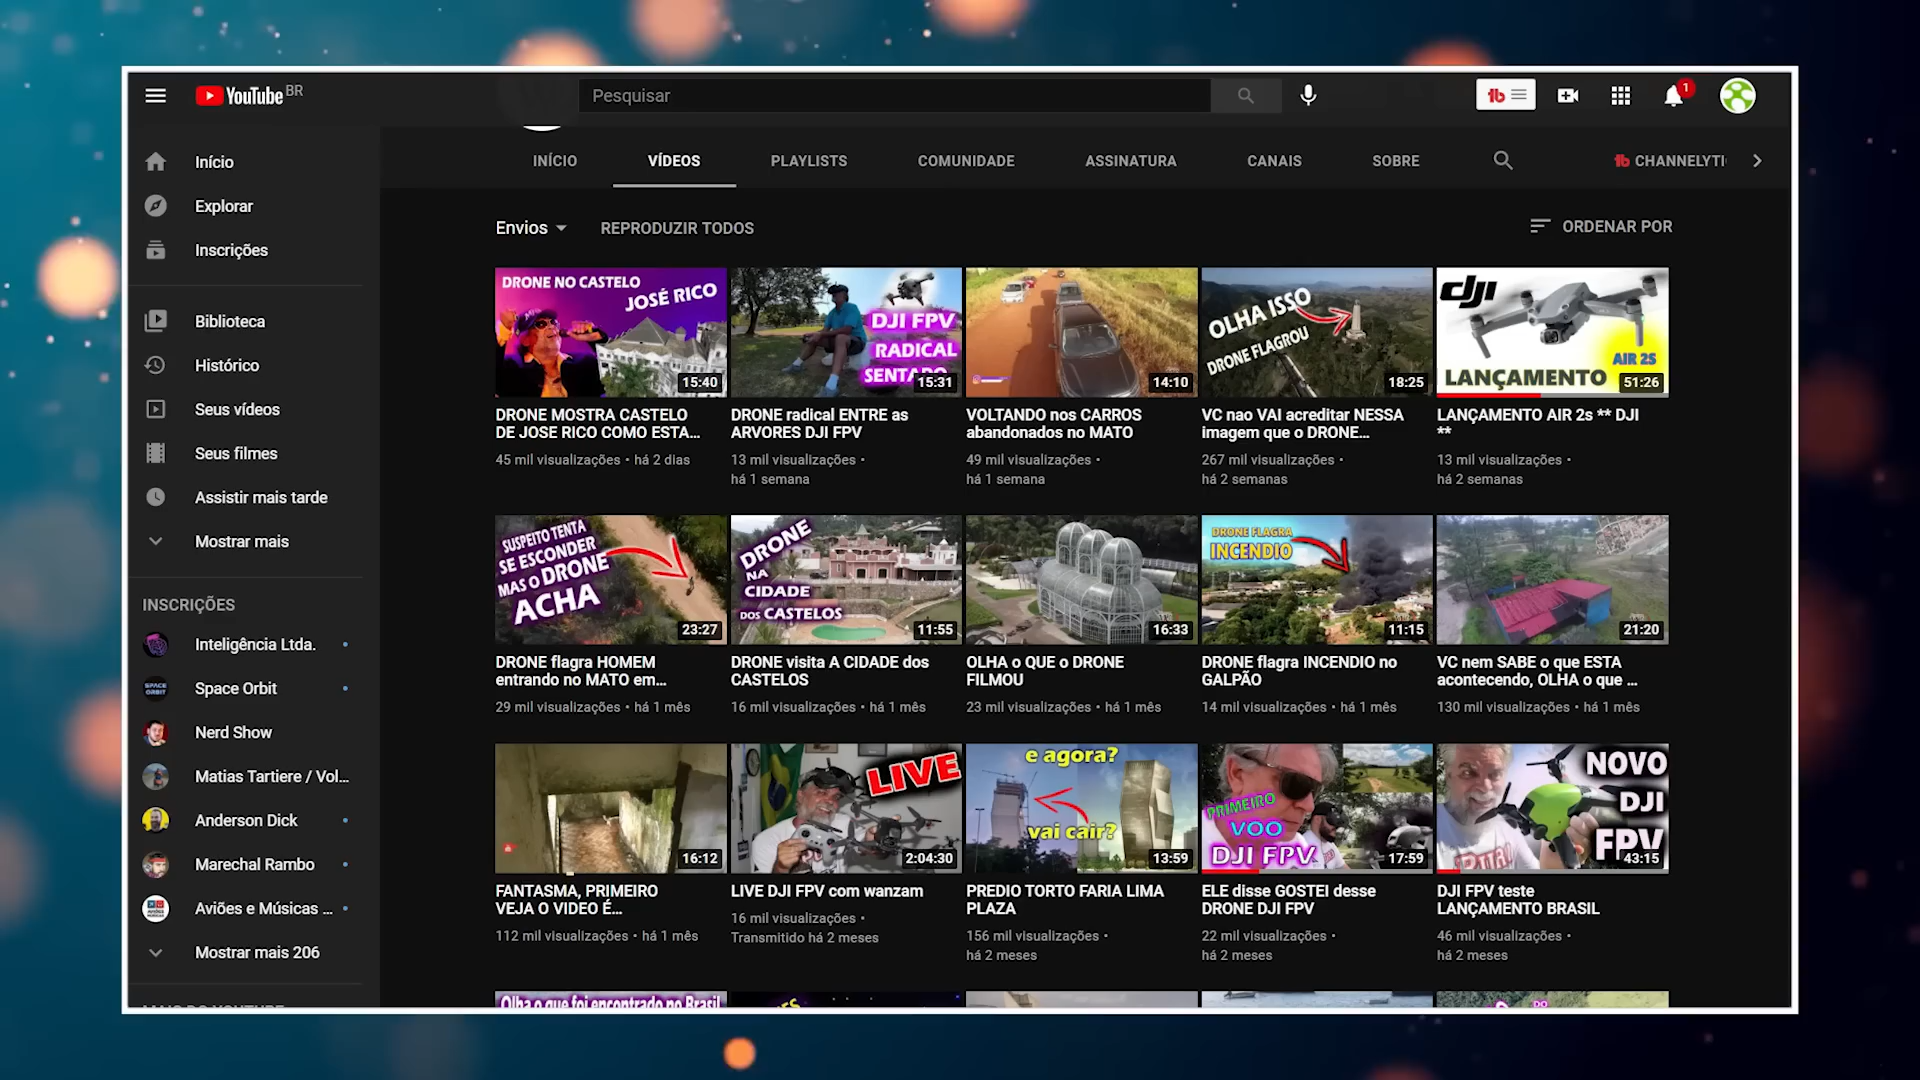 YouTube BR
Pesquisar
1
Início
Explorar
Inscrições
Biblioteca
Histórico
Seus vídeos
Seus filmes
Assistir mais tarde
Mostrar mais
INSCRIÇÕES
Inteligência Ltda.
Space Orbit
Nerd Show
Matias Tartiere / Vol...
Anderson Dick
Marechal Rambo
Aviões e Músicas ...
Mostrar mais 206
INÍCIO
VÍDEOS
PLAYLISTS
COMUNIDADE
ASSINATURA
CANAIS
SOBRE
CHANNELYTI
Envios
REPRODUZIR TODOS
ORDENAR POR
DRONE NO CASTELO
JOSÉ RICO
15:40
DRONE MOSTRA CASTELO
DE JOSE RICO COMO ESTA...
45 mil visualizações • há 2 dias
DJI FPV
RADICAL
SENTADO
15:31
DRONE radical ENTRE as
ARVORES DJI FPV
13 mil visualizações •
há 1 semana
14:10
VOLTANDO nos CARROS
abandonados no MATO
49 mil visualizações •
há 1 semana
OLHA ISSO
DRONE FLAGROU
18:25
VC nao VAI acreditar NESSA
imagem que o DRONE...
267 mil visualizações •
há 2 semanas
dji
AIR 2S
LANÇAMENTO
51:26
LANÇAMENTO AIR 2s ** DJI
**
13 mil visualizações •
há 2 semanas
SUSPEITO TENTA
SE ESCONDER
MAS O DRONE
ACHA
23:27
DRONE flagra HOMEM
entrando no MATO em...
29 mil visualizações • há 1 mês
DRONE
NA
CIDADE
DOS CASTELOS
11:55
DRONE visita A CIDADE dos
CASTELOS
16 mil visualizações • há 1 mês
16:33
OLHA o QUE o DRONE
FILMOU
23 mil visualizações • há 1 mês
DRONE FLAGRA
INCENDIO
11:15
DRONE flagra INCENDIO no
GALPÃO
14 mil visualizações • há 1 mês
21:20
VC nem SABE o que ESTA
acontecendo, OLHA o que ...
130 mil visualizações • há 1 mês
16:12
FANTASMA, PRIMEIRO
VEJA O VIDEO É...
112 mil visualizações • há 1 mês
LIVE
2:04:30
LIVE DJI FPV com wanzam
16 mil visualizações •
Transmitido há 2 meses
e agora?
vai cair?
13:59
PREDIO TORTO FARIA LIMA
PLAZA
156 mil visualizações •
há 2 meses
PRIMEIRO
VOO
DJI FPV
17:59
ELE disse GOSTEI desse
DRONE DJI FPV
22 mil visualizações •
há 2 meses
NOVO
DJI
FPV
43:15
DJI FPV teste
LANÇAMENTO BRASIL
46 mil visualizações •
há 2 meses
Olha o que foi encontrado no Brasil
DO